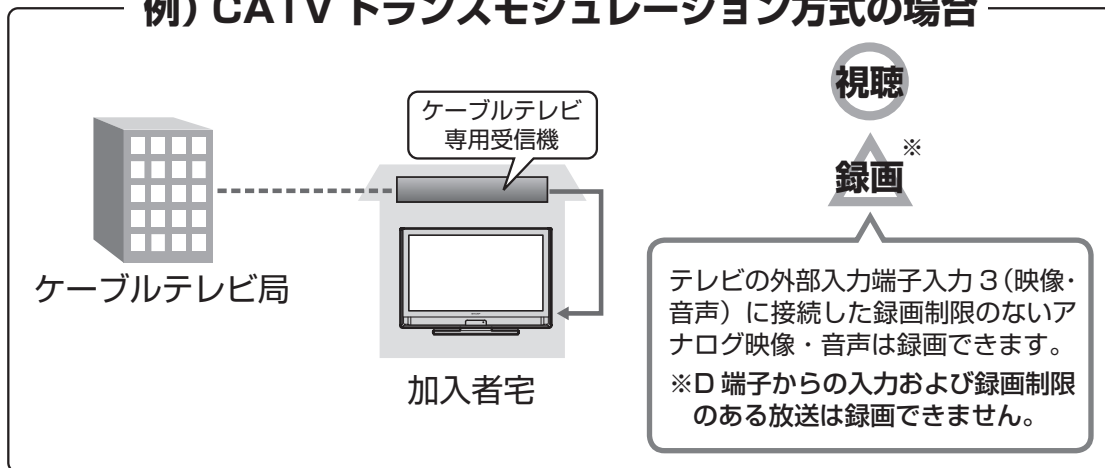 例）CATV トランスモジュレーション方式の場合
ケーブルテレビ
専用受信機
ケーブルテレビ局
加入者宅
視聴
録画※
テレビの外部入力端子入力 3（映像・
音声）に接続した録画制限のないア
ナログ映像・音声は録画できます。
※D 端子からの入力および録画制限
のある放送は録画できません。